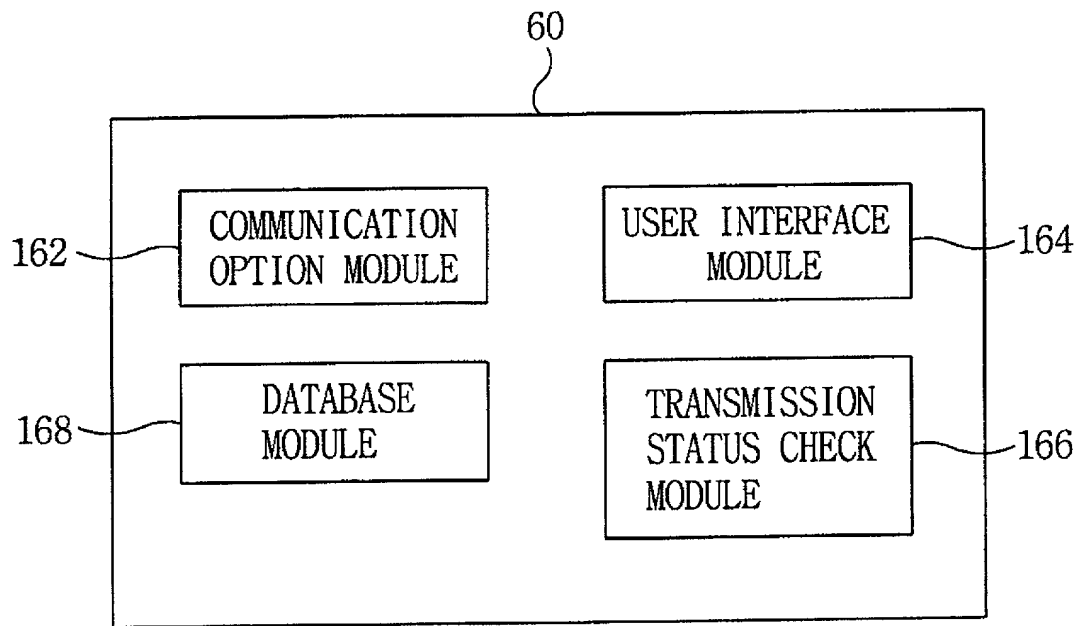 60
COMMUNICATION
OPTION MODULE
162
USER INTERFACE
MODULE
164
DATABASE
MODULE
168
TRANSMISSION
STATUS CHECK
MODULE
166